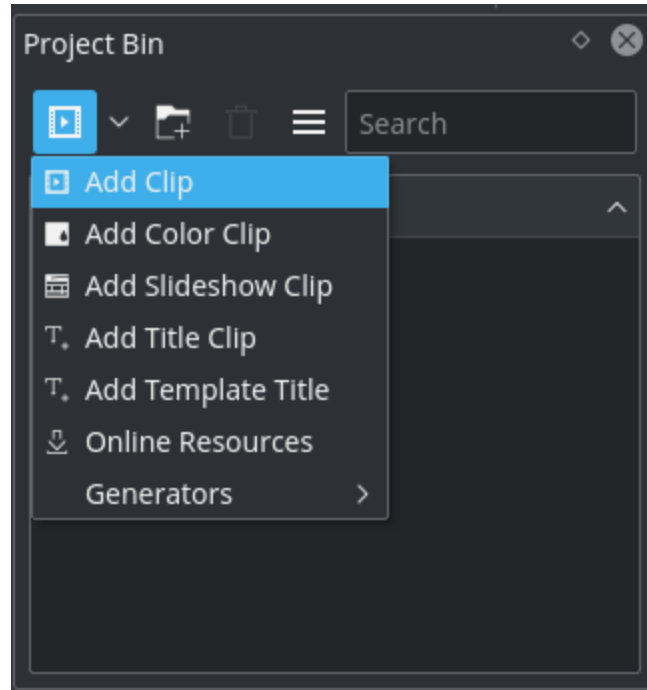 Project Bin
Search
Add Clip
Add Color Clip
Add Slideshow Clip
Add Title Clip
Add Template Title
Online Resources
Generators